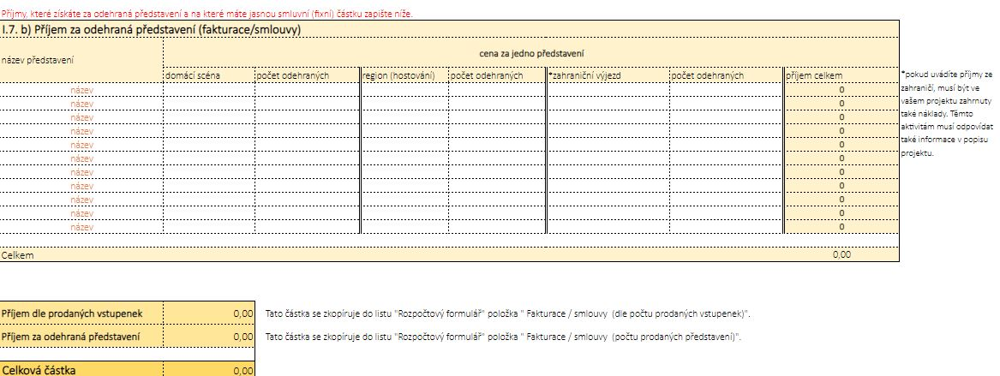 Příjmy, které získáte za odehraná představení a na které máte jasnou smluvní (fixní) částku zapište níže.
I.7. b) Příjem za odehraná představení (fakturace/smlouvy)
název představení
cena za jedno představení
domácí scéna počet odehraných region (hostování) počet odehraných *zahraniční výjezd počet odehraných příjem celkem
název 0
název 0
název 0
název 0
název 0
název 0
název 0
název 0
název 0
název 0
název 0
Celkem 0,00
*pokud uvádíte příjmy ze
zahraničí, musí být ve
vašem projektu zahrnuty
také náklady. Těmto
aktivitám musí odpovídat
také informace v popisu
projektu.
Příjem dle prodaných vstupenek 0,00 Tato částka se zkopíruje do listu "Rozpočtový formulář" položka " Fakturace / smlouvy (dle počtu prodaných vstupenek)".
Příjem za odehraná představení 0,00 Tato částka se zkopíruje do listu "Rozpočtový formulář" položka " Fakturace / smlouvy (počtu prodaných představení)".
Celková částka 0,00